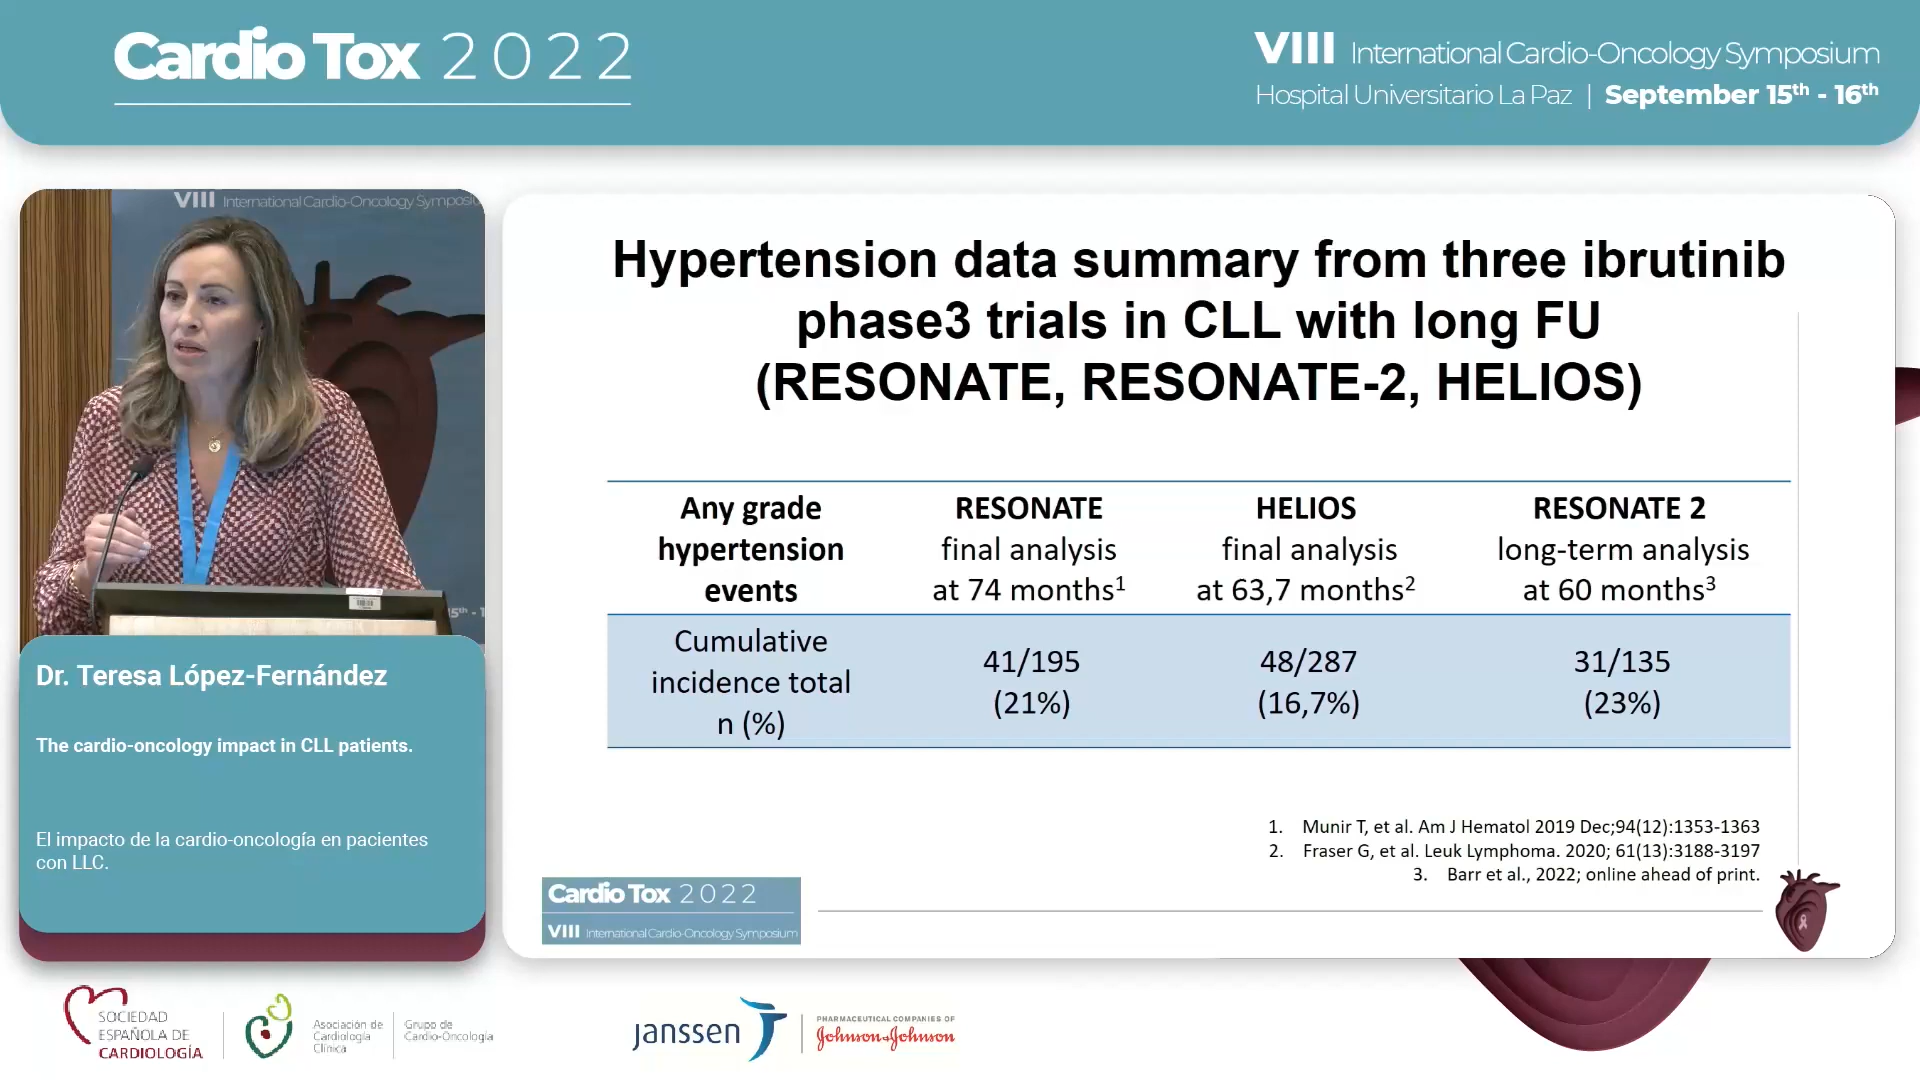 Cardio Tox 2022
VIII International Cardio-Oncology Symposium
Hospital Universitario La Paz | September 15th - 16th
VIII International Cardio-Oncology Symposiu
15th - 1
Dr. Teresa López-Fernández
The cardio-oncology impact in CLL patients.
El impacto de la cardio-oncología en pacientes
con LLC.
Hypertension data summary from three ibrutinib
phase3 trials in CLL with long FU
(RESONATE, RESONATE-2, HELIOS)
Any grade
hypertension
events
RESONATE
final analysis
at 74 months1
HELIOS
final analysis
at 63,7 months2
RESONATE 2
long-term analysis
at 60 months3
Cumulative
incidence total
n (%)
41/195
(21%)
48/287
(16,7%)
31/135
(23%)
1. Munir T, et al. Am J Hematol 2019 Dec;94(12):1353-1363
2. Fraser G, et al. Leuk Lymphoma. 2020; 61(13):3188-3197
3. Barr et al., 2022; online ahead of print.
Cardio Tox 2022
VIII International Cardio-Oncology Symposium
SOCIEDAD
ESPAÑOLA DE
CARDIOLOGÍA
Asociación de
Cardiología
Clínica
Grupo de
Cardio-Oncología
janssen
PHARMACEUTICAL COMPANIES OF
Johnson & Johnson